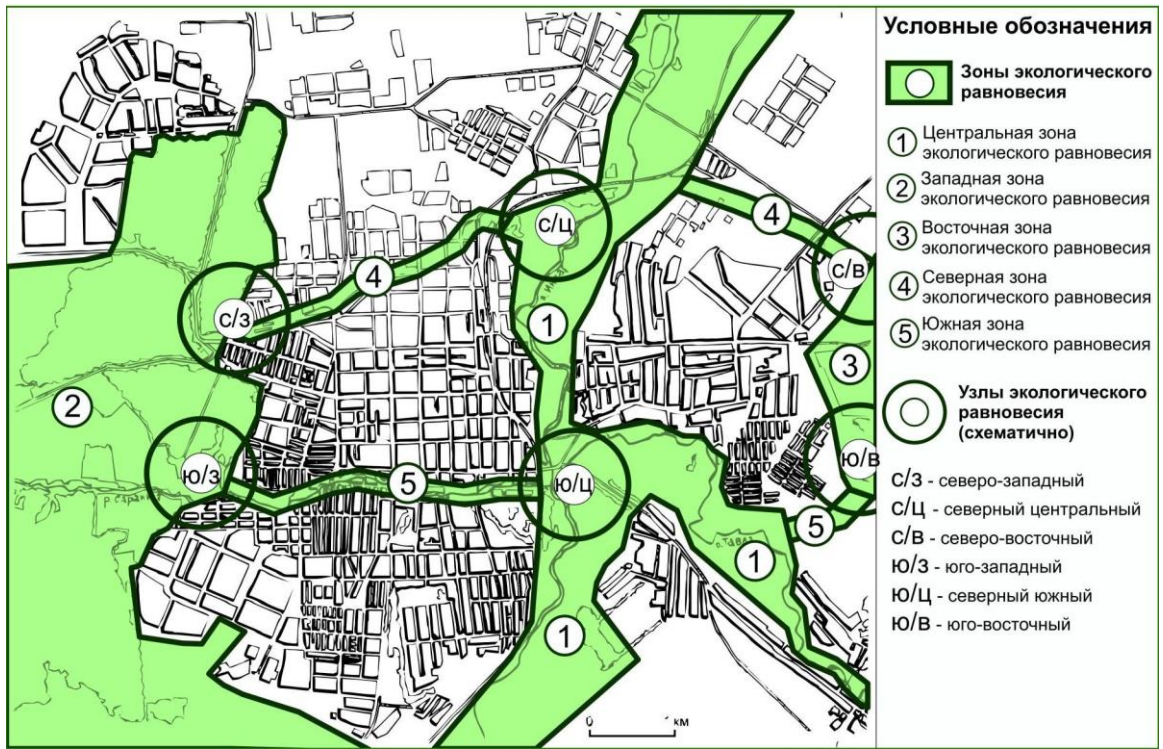 Условные обозначения
Зоны экологического
равновесия
1 Центральная зона
экологического равновесия
2 Западная зона
экологического равновесия
3 Восточная зона
экологического равновесия
4 Северная зона
экологического равновесия
5 Южная зона
экологического равновесия
Узлы экологического
равновесия
(схематично)
С/З - северо-западный
С/Ц - северный центральный
С/В - северо-восточный
Ю/З - юго-западный
Ю/Ц - северный южный
Ю/В - юго-восточный
4
с/ц
с/в
4
с/з
1
3
2
ю/з
5
ю/ц
ю/в
5
1
1
0
км